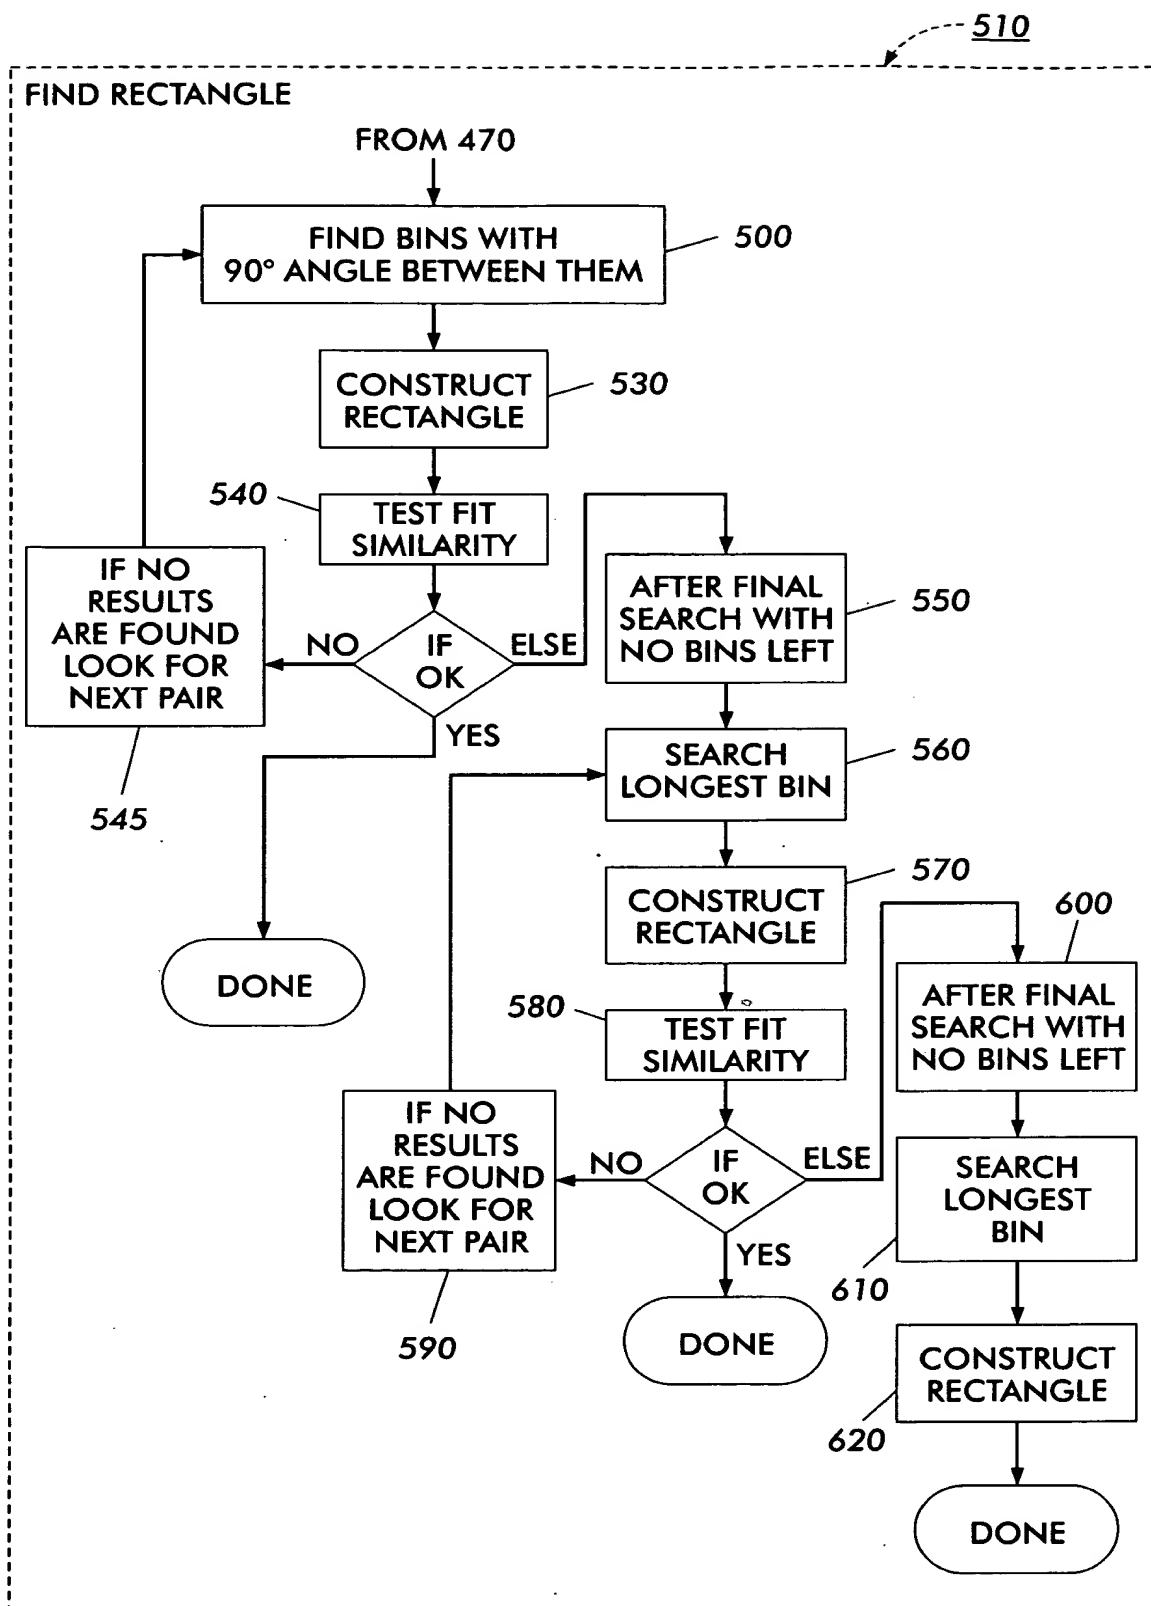 510
FIND RECTANGLE
FROM 470
FIND BINS WITH
90° ANGLE BETWEEN THEM
500
CONSTRUCT
RECTANGLE
530
540
TEST FIT
SIMILARITY
IF NO
RESULTS
ARE FOUND
LOOK FOR
NEXT PAIR
545
NO
IF
OK
ELSE
YES
DONE
AFTER FINAL
SEARCH WITH
NO BINS LEFT
550
SEARCH
LONGEST BIN
560
CONSTRUCT
RECTANGLE
570
580
TEST FIT
SIMILARITY
IF NO
RESULTS
ARE FOUND
LOOK FOR
NEXT PAIR
590
NO
IF
OK
ELSE
YES
DONE
600
AFTER FINAL
SEARCH WITH
NO BINS LEFT
SEARCH
LONGEST
BIN
610
CONSTRUCT
RECTANGLE
620
DONE